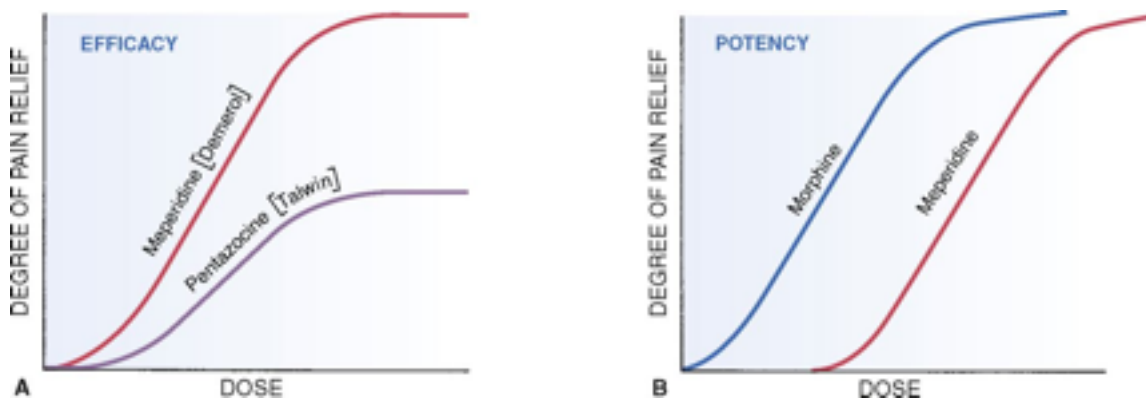 EFFICACY
DEGREE OF PAIN RELIEF
Meperidine [Demerol]
Pentazocine [Talwin]
A
DOSE
POTENCY
DEGREE OF PAIN RELIEF
Morphine
Meperidine
B
DOSE